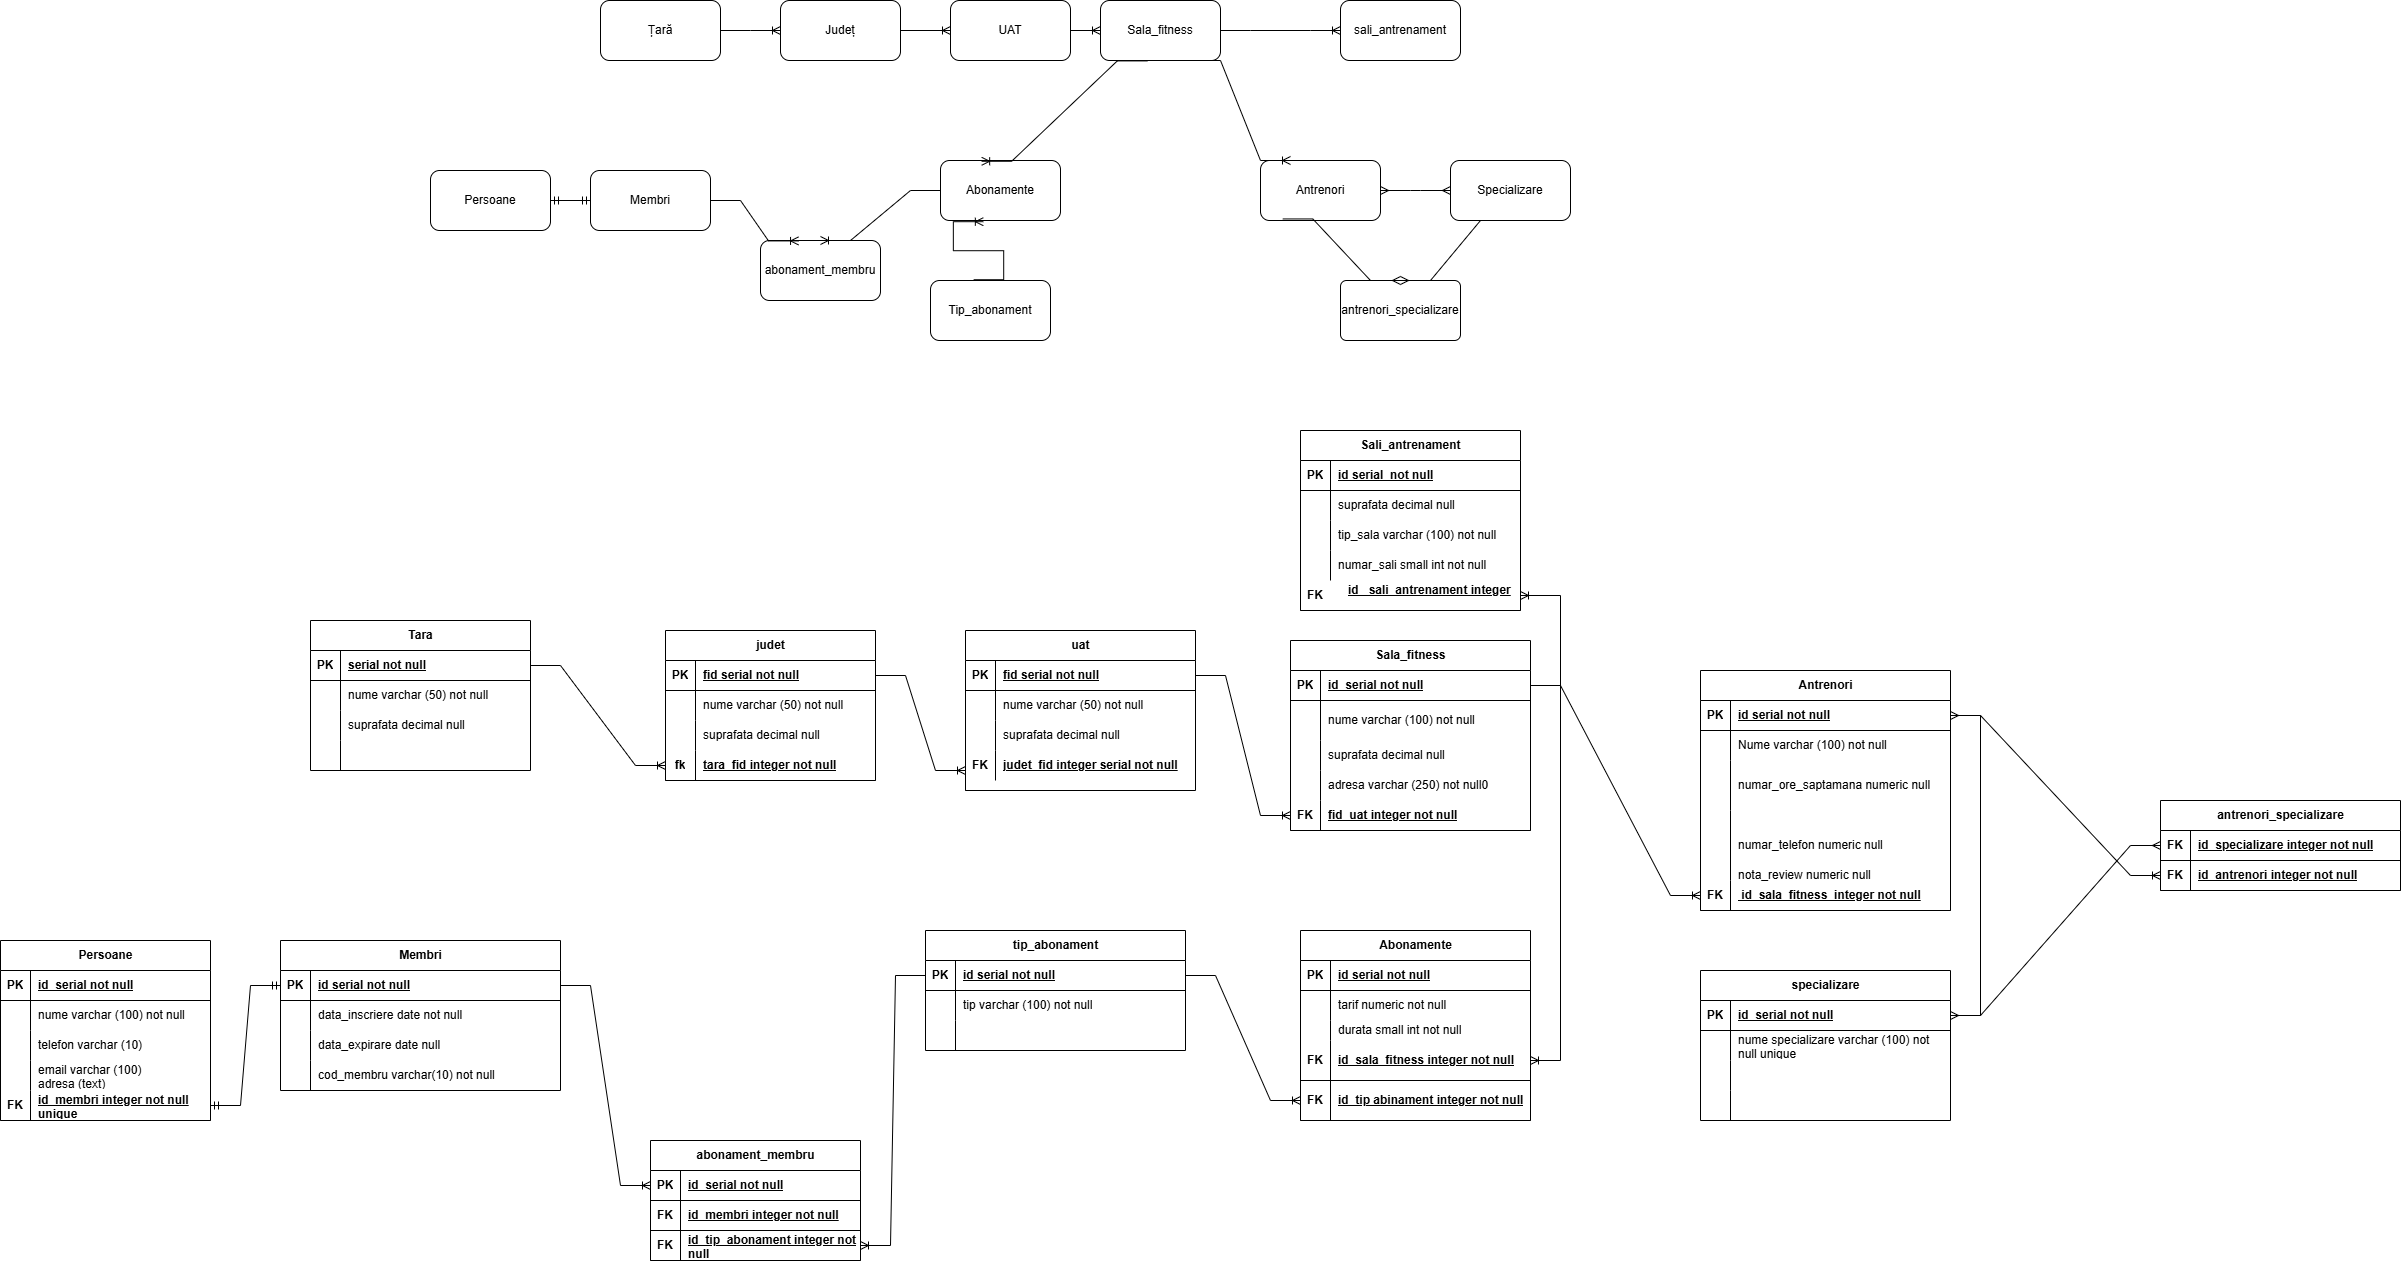 Țară
Județ
UAT
Sala_fitness
sali_antrenament
Persoane
Membri
Abonamente
Antrenori
Specializare
abonament_membru
Tip_abonament
antrenori_specializare
Sali_antrenament
PK id serial not null
suprafata decimal null
tip_sala varchar (100) not null
numar_sali small int not null
FK id_ sali_antrenament integer
Tara
PK serial not null
nume varchar (50) not null
suprafata decimal null
judet
PK fid serial not null
nume varchar (50) not null
suprafata decimal null
fk tara_fid integer not null
uat
PK fid serial not null
nume varchar (50) not null
suprafata decimal null
FK judet_fid integer serial not null
Sala_fitness
PK id_serial not null
nume varchar (100) not null
suprafata decimal null
adresa varchar (250) not null0
FK fid_uat integer not null
Antrenori
PK id serial not null
Nume varchar (100) not null
numar_ore_saptamana numeric null
numar_telefon numeric null
nota_review numeric null
FK id_sala_fitness_integer not null
antrenori_specializare
FK id_specializare integer not null
FK id_antrenori integer not null
Persoane
PK id_serial not null
nume varchar (100) not null
telefon varchar (10)
email varchar (100)
adresa (text)
FK id_membri integer not null
unique
Membri
PK id serial not null
data_inscriere date not null
data_expirare date null
cod_membru varchar(10) not null
tip_abonament
PK id serial not null
tip varchar (100) not null
Abonamente
PK id serial not null
tarif numeric not null
durata small int not null
FK id_sala_fitness integer not null
FK id_tip abinament integer not null
specializare
PK id_serial not null
nume specializare varchar (100) not
null unique
abonament_membru
PK id_serial not null
FK id_membri integer not null
FK id_tip_abonament integer not
null